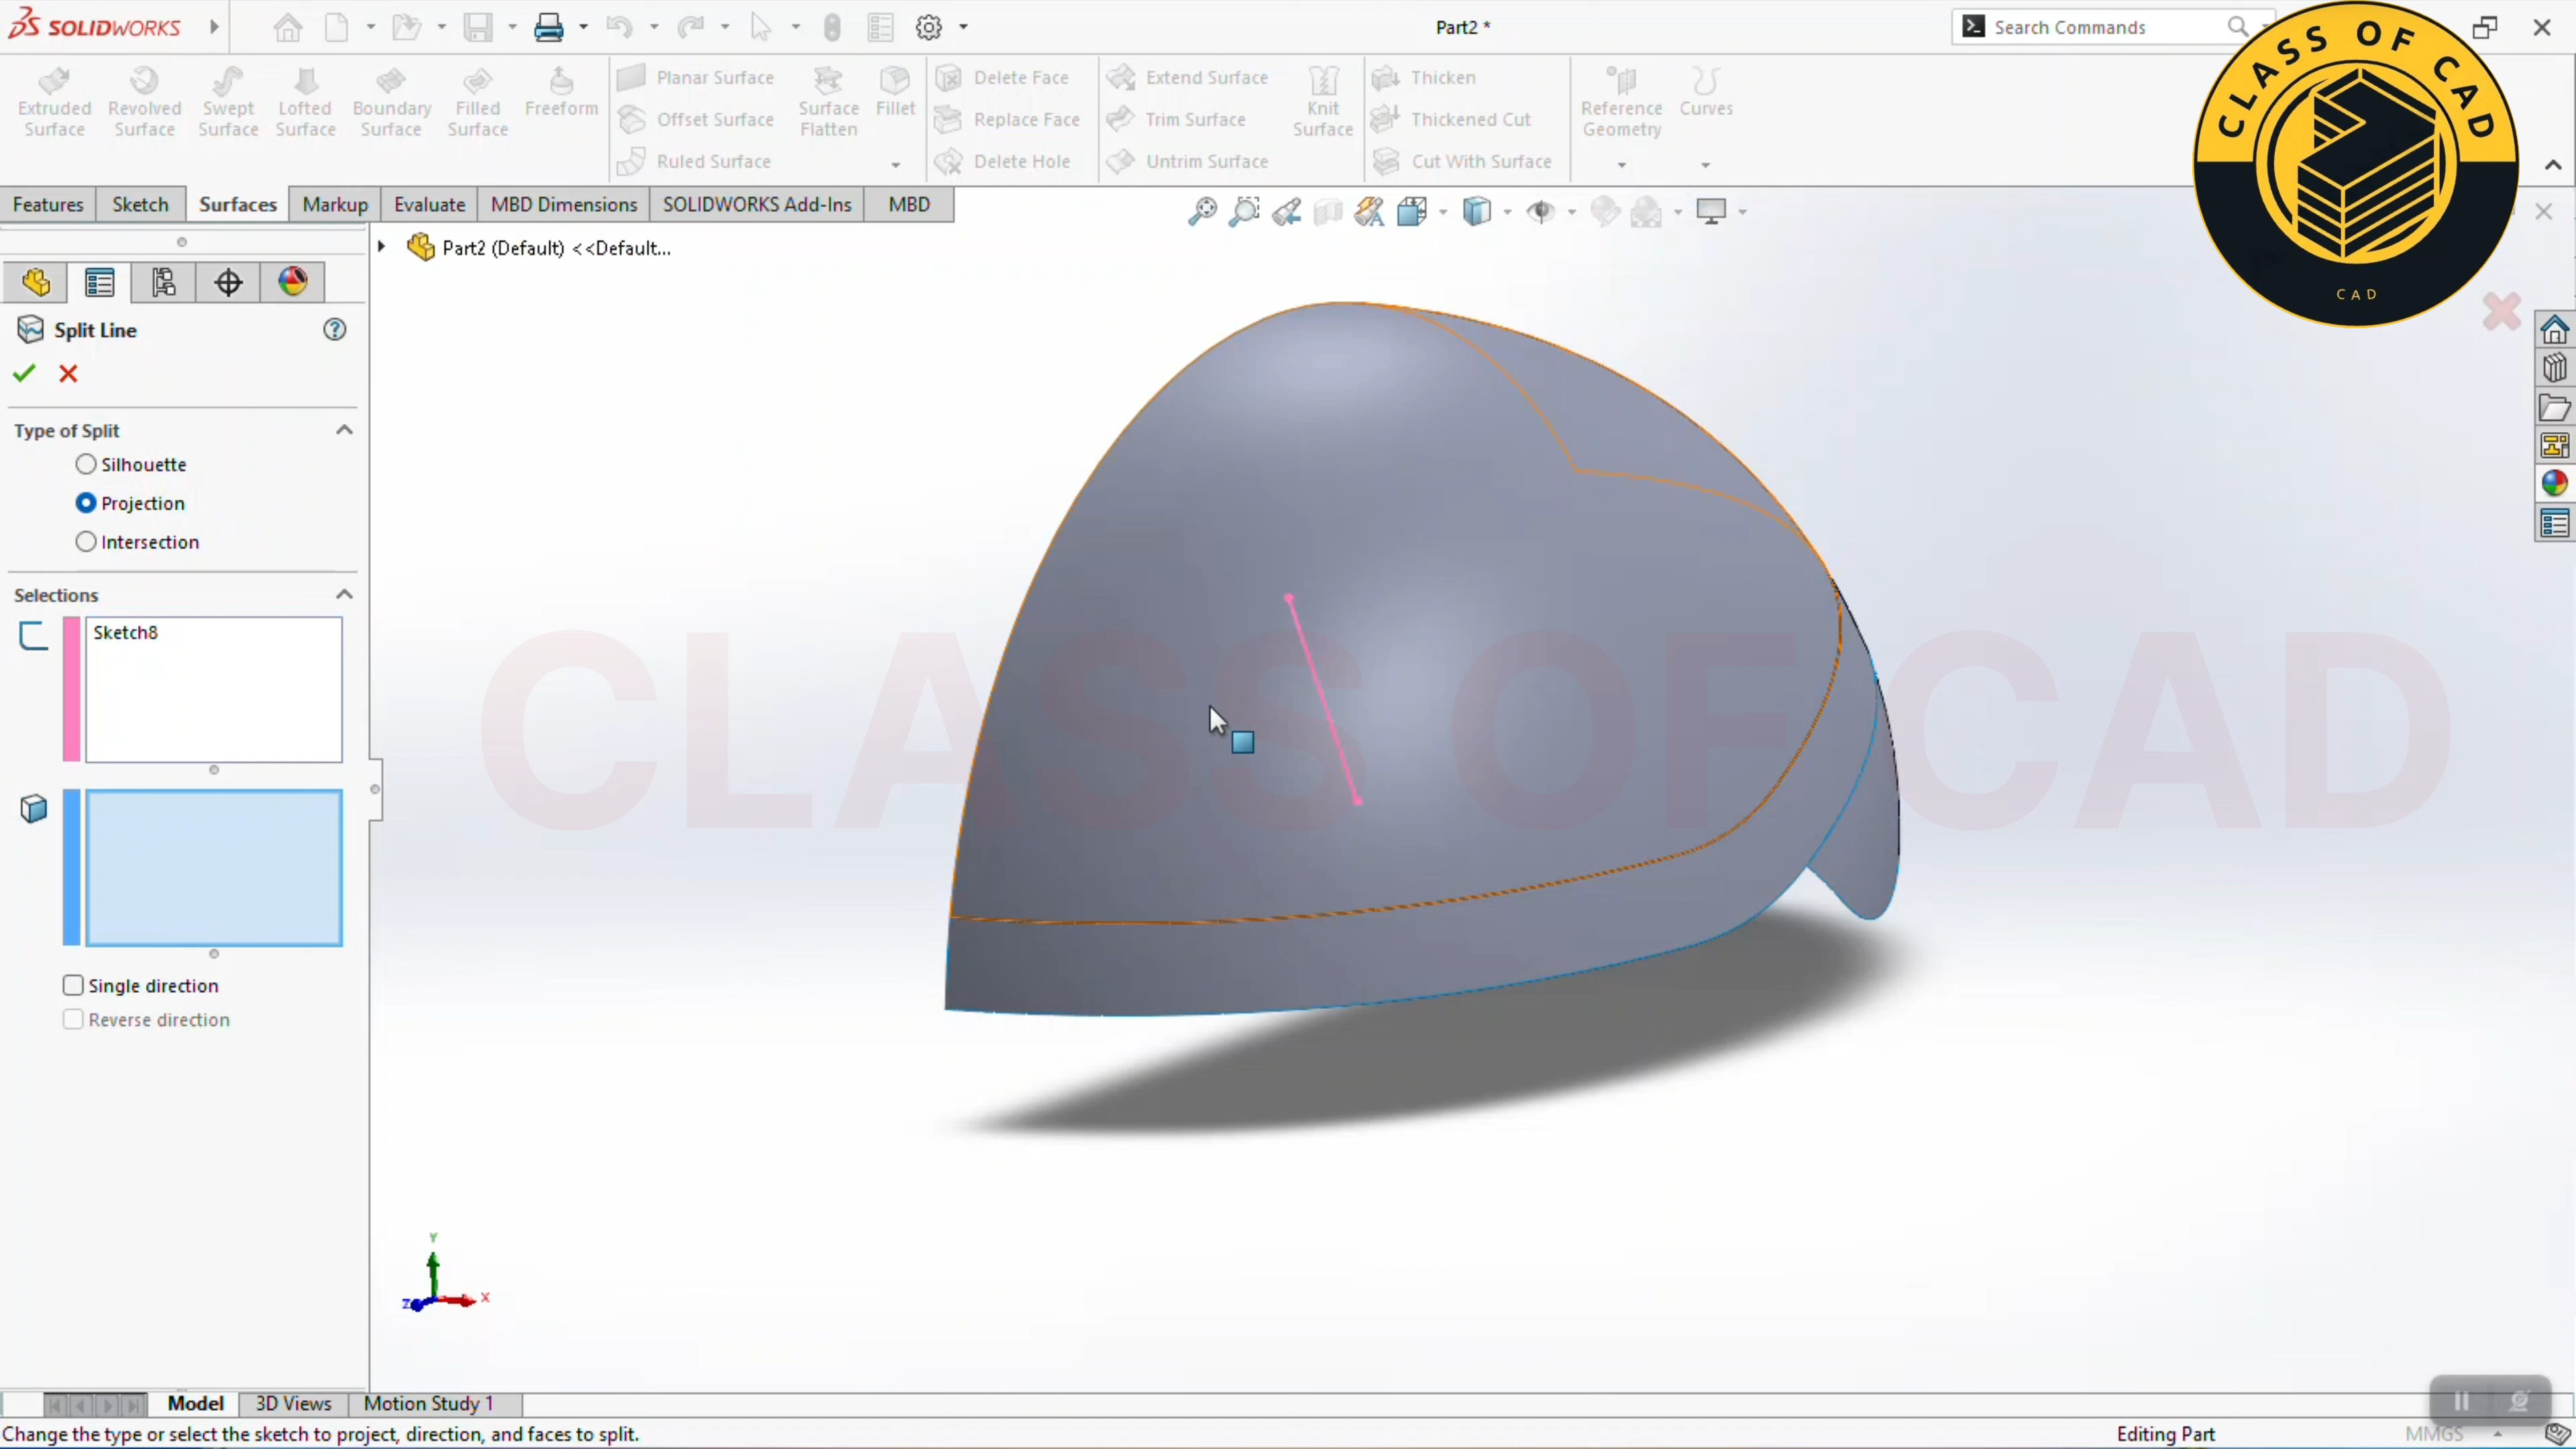 SOLIDWORKS
Part2 *
Search Commands
CLASS OF CAD
CAD
Extruded Surface
Revolved Surface
Swept Surface
Lofted Surface
Boundary Surface
Filled Surface
Freeform
Planar Surface
Offset Surface
Ruled Surface
Surface Flatten
Fillet
Delete Face
Replace Face
Delete Hole
Extend Surface
Trim Surface
Untrim Surface
Knit Surface
Thicken
Thickened Cut
Cut With Surface
Reference Geometry
Curves
Features
Sketch
Surfaces
Markup
Evaluate
MBD Dimensions
SOLIDWORKS Add-Ins
MBD
Part2 (Default) <<Default...
Split Line
Type of Split
Silhouette
Projection
Intersection
Selections
Sketch8
Single direction
Reverse direction
CLASS OF CAD
Y
Z
X
Model
3D Views
Motion Study 1
Change the type or select the sketch to project, direction, and faces to split.
Editing Part
MMGS